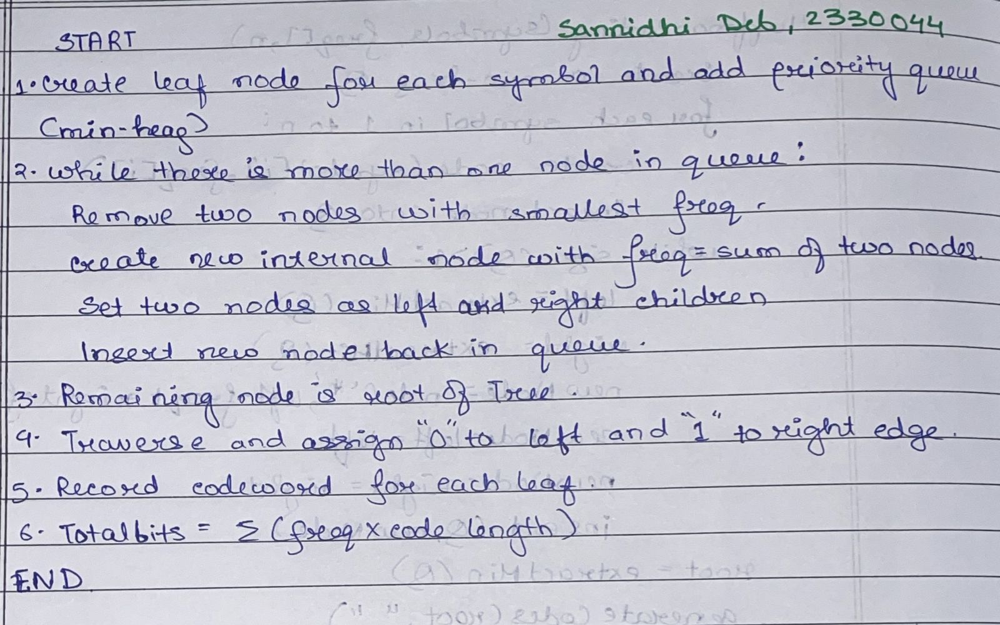 Sannidhi Deb, 2330044
START
1. create leaf node for each symbol and add priority queue
(min-heap)
2. while there is more than one node in queue:
Remove two nodes with smallest freq.
create new internal node with freq = sum of two nodes.
Set two nodes as left and right children
Insert new node back in queue.
3. Remaining node is root of Tree.
4. Traverse and assign "0" to left and "1" to right edge.
5. Record codeword for each leaf.
6. Total bits = Σ (freq x code length)
END